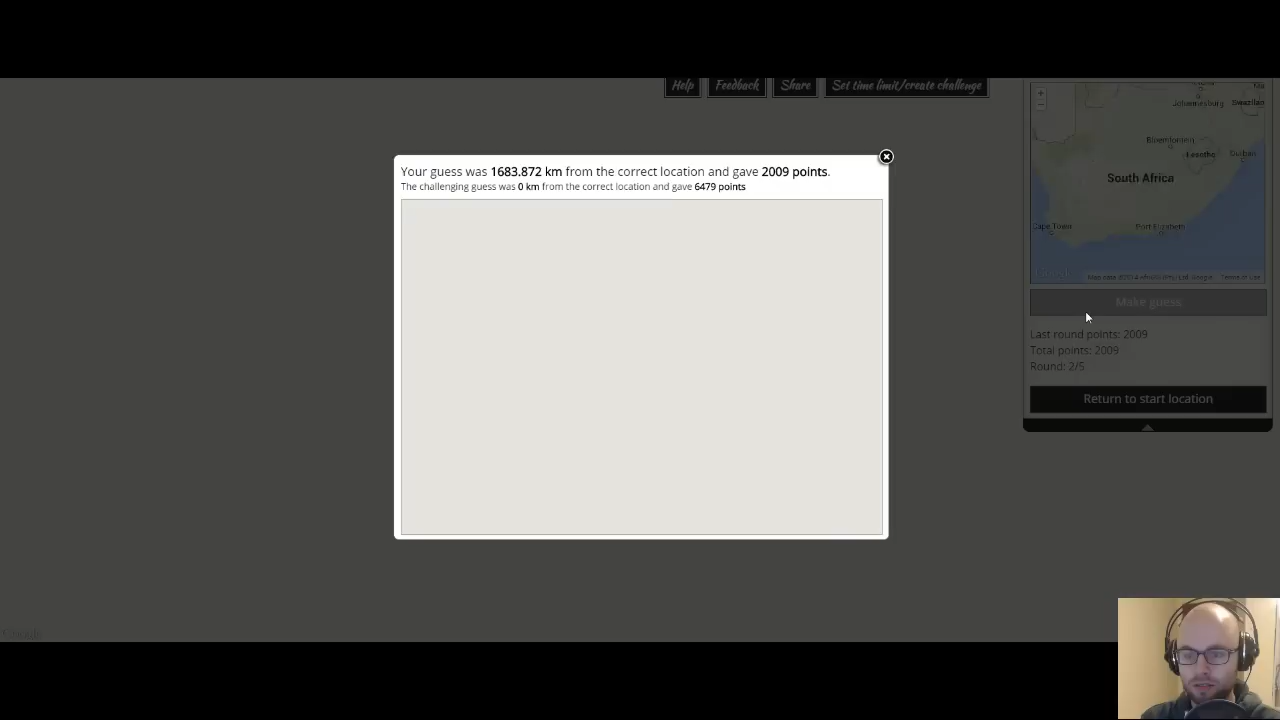 Help Feedback Share Set time limit/create challenge
Your guess was 1683.872 km from the correct location and gave 2009 points.
The challenging guess was 0 km from the correct location and gave 6479 points
+
−
Johannesburg
Bloemfontein
Lesotho
Durban
South Africa
Cape Town
Port Elizabeth
Make guess
Last round points: 2009
Total points: 2009
Round: 2/5
Return to start location